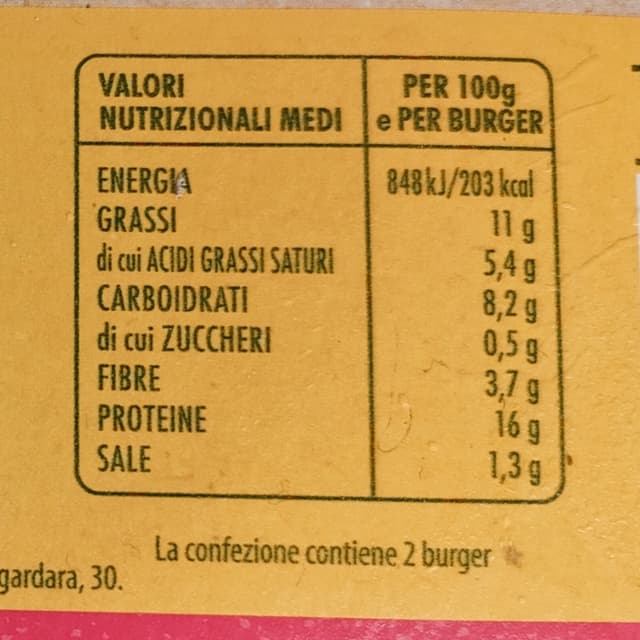 VALORI PER 100g
NUTRIZIONALI MEDI e PER BURGER
ENERGIA 848 kJ/203 kcal
GRASSI 11 g
di cui ACIDI GRASSI SATURI 5,4 g
CARBOIDRATI 8,2 g
di cui ZUCCHERI 0,5 g
FIBRE 3,7 g
PROTEINE 16 g
SALE 1,3 g
La confezione contiene 2 burger
gardara, 30.